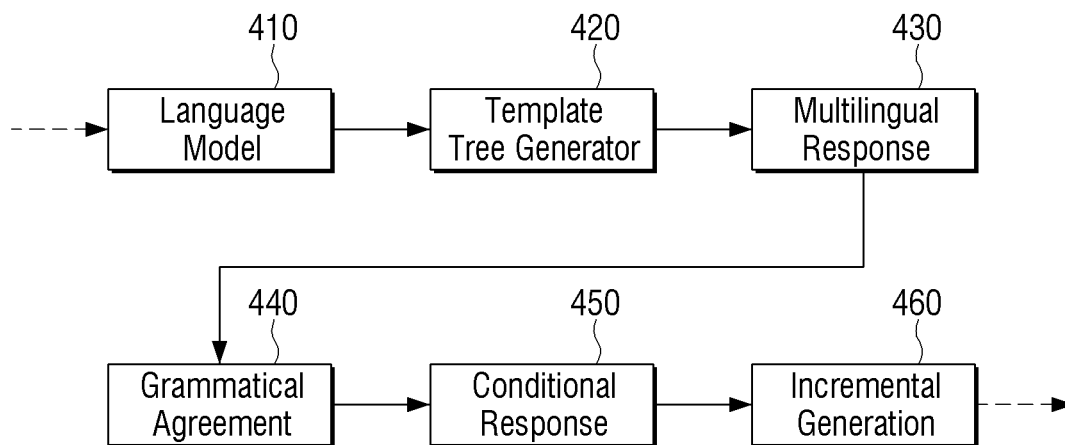 410
420
430
Language
Model
Template
Tree Generator
Multilingual
Response
440
450
460
Grammatical
Agreement
Conditional
Response
Incremental
Generation